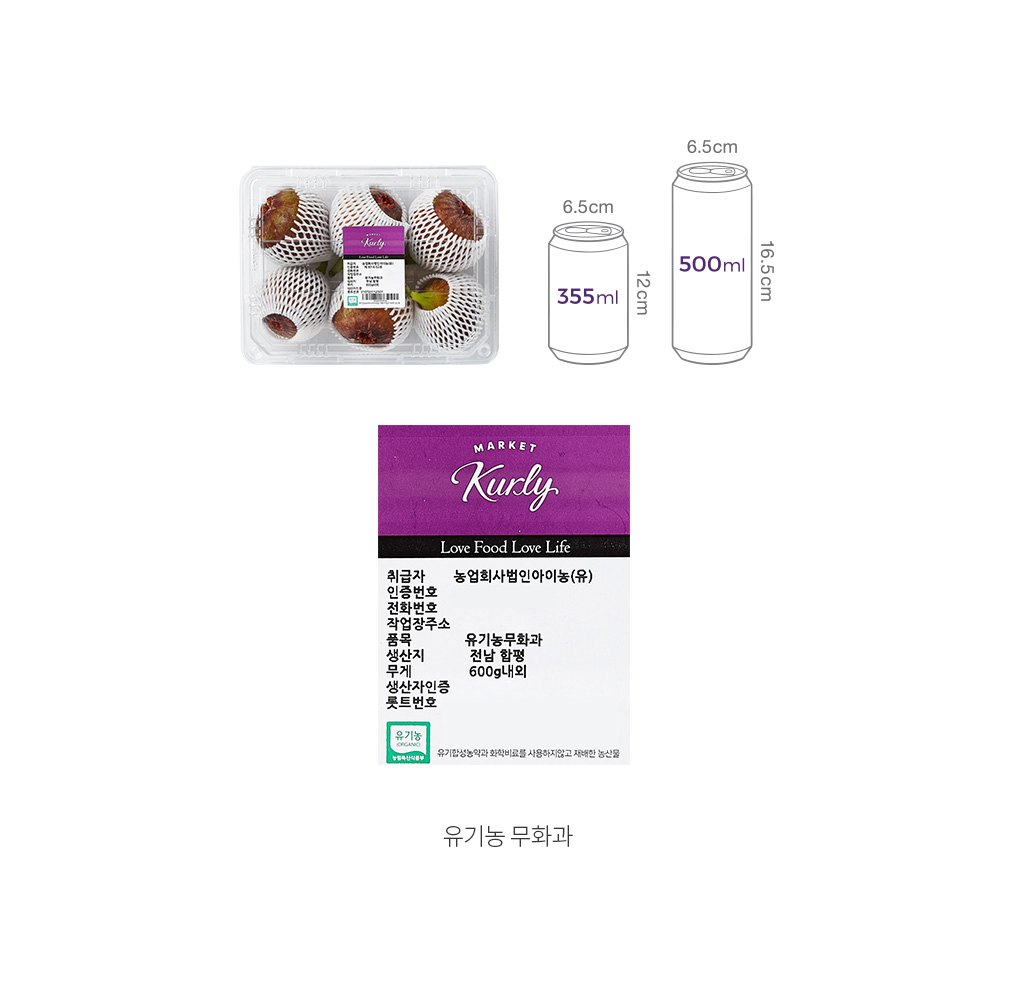 6.5cm
6.5cm
16.5cm
500ml
12cm
355ml
MARKET
Kurly
Love Food Love Life
MARKET
Kurly
Love Food Love Life
취급자 농업회사법인아이농(유)
인증번호
전화번호
작업장주소
품목 유기농무화과
생산지 전남 함평
무게 600g내외
생산자인증
롯트번호
유기농
(ORGANIC)
농림축산식품부
유기합성농약과 화학비료를 사용하지않고 재배한 농산물
유기농 무화과